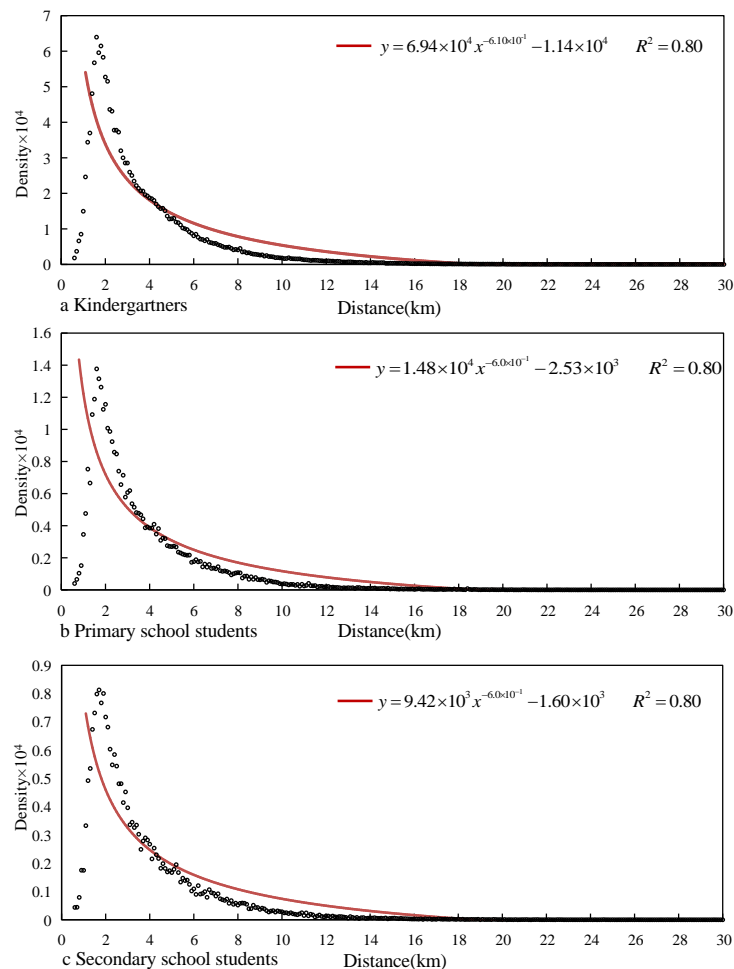 7
6
5
4
3
2
1
0
Density×10⁴
y = 6.94×10⁴ x^(−6.10×10⁻¹) − 1.14×10⁴ R² = 0.80
0 2 4 6 8 10 12 14 16 18 20 22 24 26 28 30
a Kindergartners Distance(km)
1.6
1.4
1.2
1
0.8
0.6
0.4
0.2
0
Density×10⁴
y = 1.48×10⁴ x^(−6.0×10⁻¹) − 2.53×10³ R² = 0.80
0 2 4 6 8 10 12 14 16 18 20 22 24 26 28 30
b Primary school students Distance(km)
0.9
0.8
0.7
0.6
0.5
0.4
0.3
0.2
0.1
0
Density×10⁴
y = 9.42×10³ x^(−6.0×10⁻¹) − 1.60×10³ R² = 0.80
0 2 4 6 8 10 12 14 16 18 20 22 24 26 28 30
c Secondary school students Distance(km)